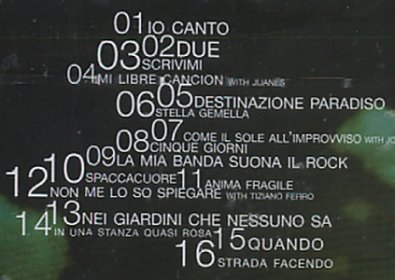 01 IO CANTO
02 DUE
03 SCRIVIMI
04 MI LIBRE CANCION WITH JUANES
05 DESTINAZIONE PARADISO
06 STELLA GEMELLA
07 COME IL SOLE ALL'IMPROVVISO WITH JO
08 CINQUE GIORNI
09 LA MIA BANDA SUONA IL ROCK
10 SPACCACUORE
11 ANIMA FRAGILE
12 NON ME LO SO SPIEGARE WITH TIZIANO FERRO
13 NEI GIARDINI CHE NESSUNO SA
14 IN UNA STANZA QUASI ROSA
15 QUANDO
16 STRADA FACENDO